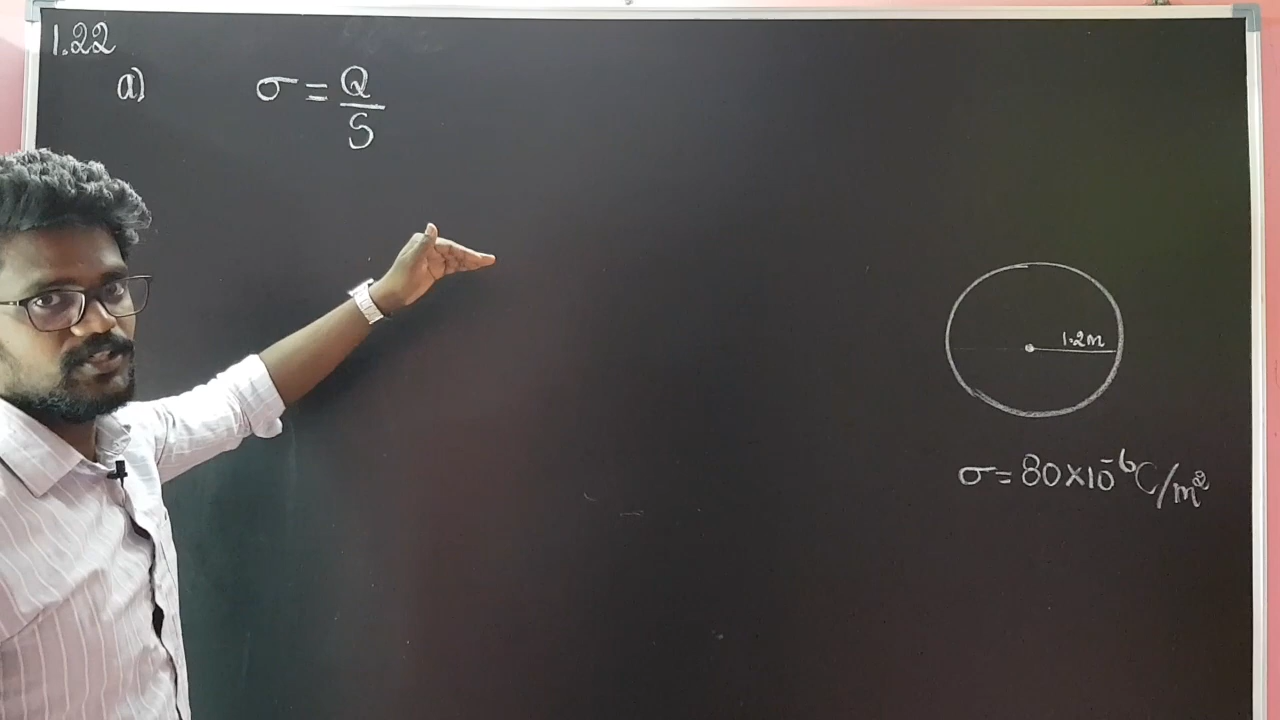 1.22
a) σ = Q/S
1.2m
σ = 80×10⁻⁶ C/m²